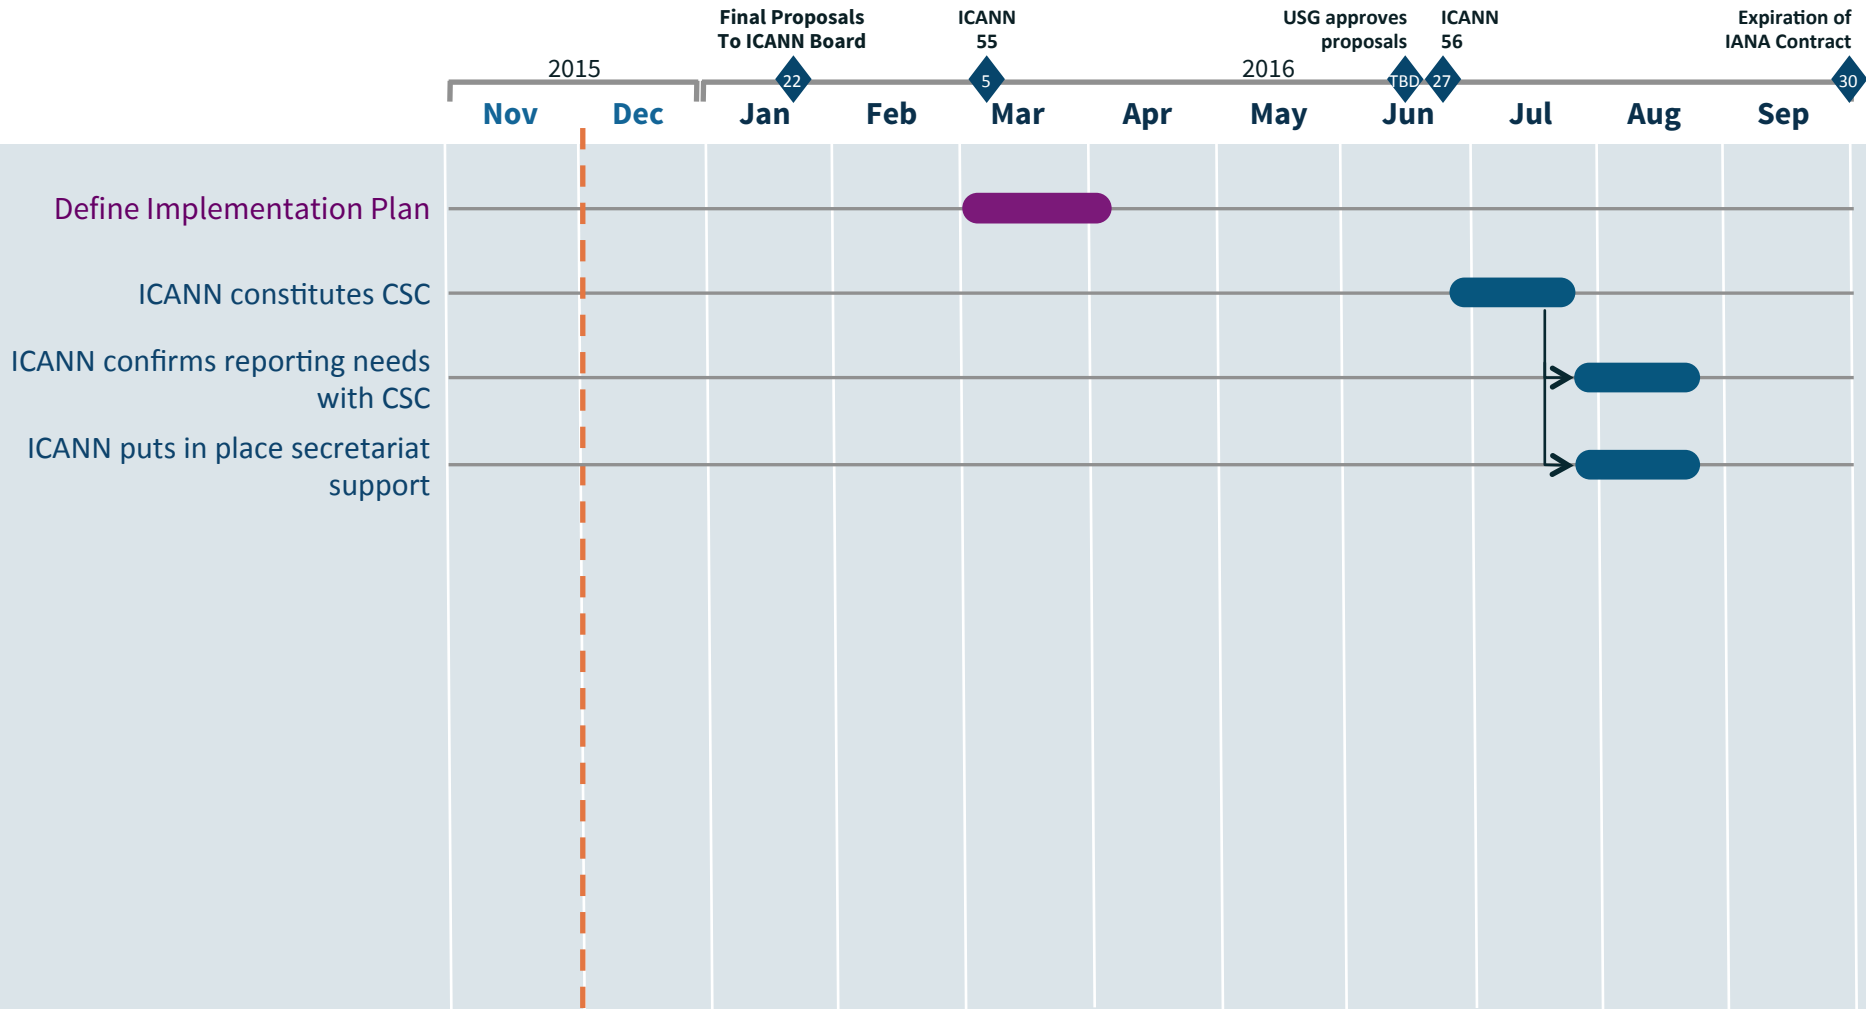 Final Proposals
To ICANN Board
ICANN
55
USG approves
proposals
ICANN
56
Expiration of
IANA Contract
2015
2016
22
5
TBD
27
30
Nov
Dec
Jan
Feb
Mar
Apr
May
Jun
Jul
Aug
Sep
Define Implementation Plan
ICANN constitutes CSC
ICANN confirms reporting needs
with CSC
ICANN puts in place secretariat
support